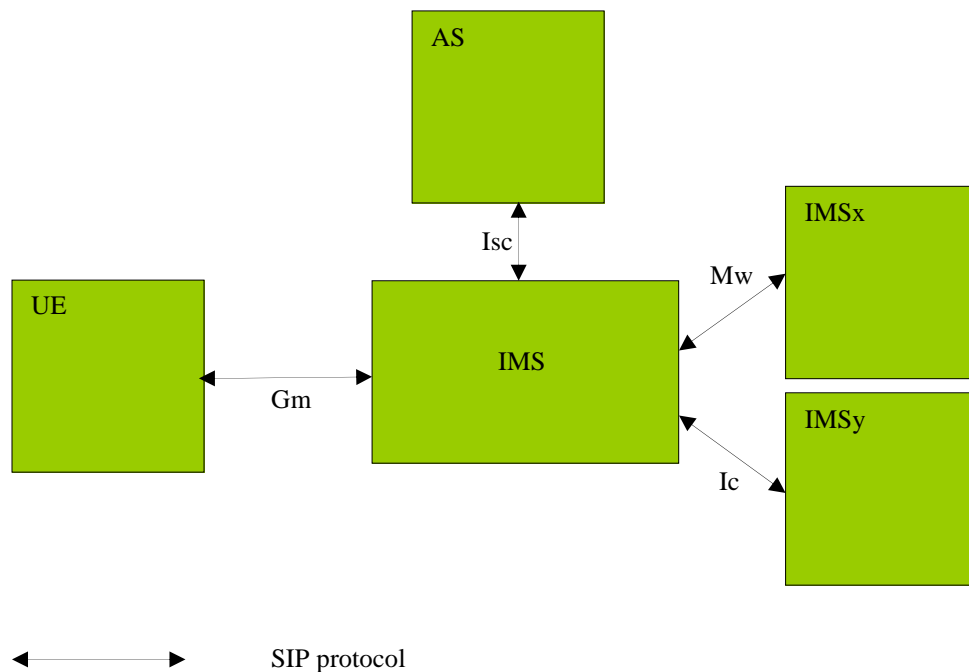 AS
Isc
IMSx
Mw
UE
IMS
Gm
IMSy
Ic
SIP protocol